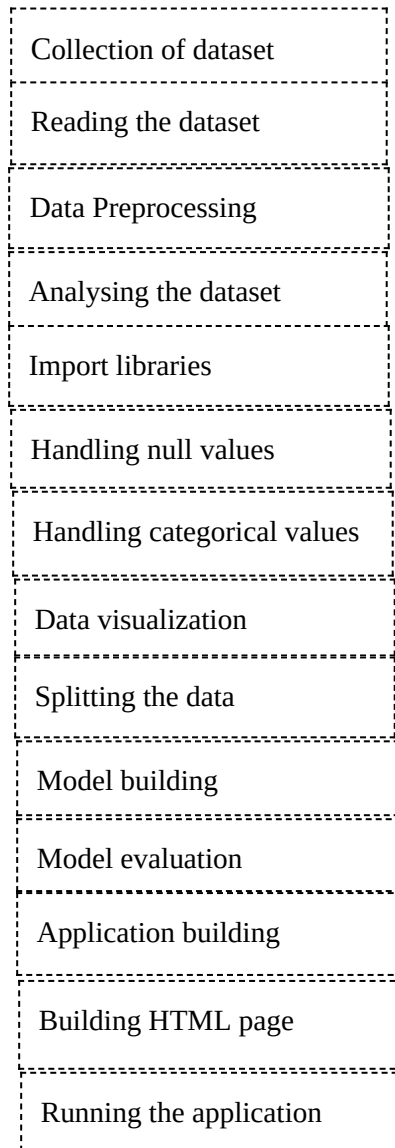 Collection of dataset
Reading the dataset
Data Preprocessing
Analysing the dataset
Import libraries
Handling null values
Handling categorical values
Data visualization
Splitting the data
Model building
Model evaluation
Application building
Building HTML page
Running the application